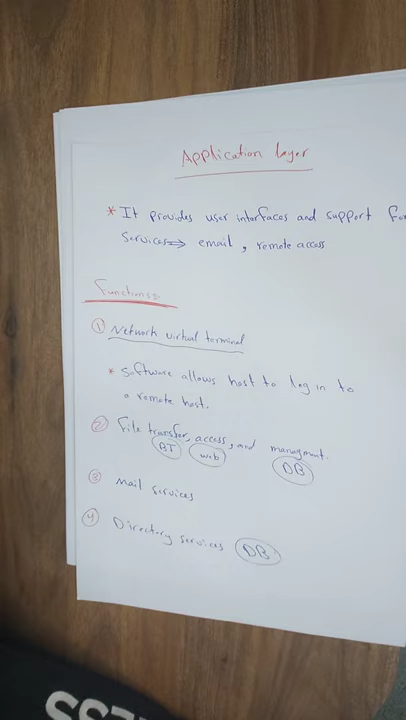 Application layer
* It provides user interfaces and support for
Services => email, remote access
Functions:
① Network virtual terminal
* Software allows host to log in to
a remote host.
② File transfer, access, and managment.
BT web DB
③ Mail services
④ Directory services DB